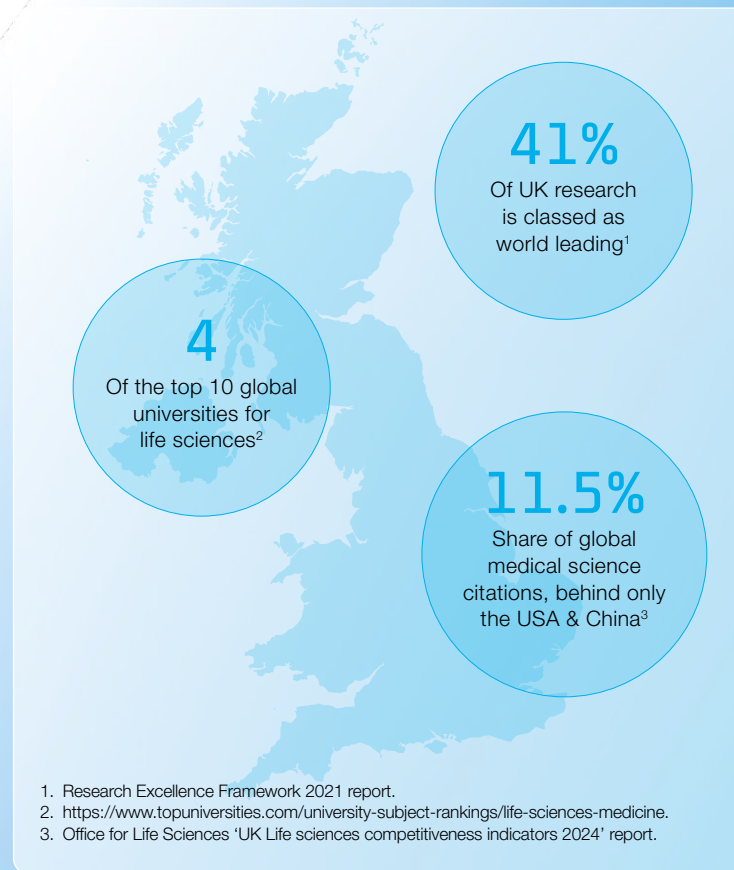 41%
Of UK research
is classed as
world leading¹
4
Of the top 10 global
universities for
life sciences²
11.5%
Share of global
medical science
citations, behind only
the USA & China³
1. Research Excellence Framework 2021 report.
2. https://www.topuniversities.com/university-subject-rankings/life-sciences-medicine.
3. Office for Life Sciences ‘UK Life sciences competitiveness indicators 2024’ report.